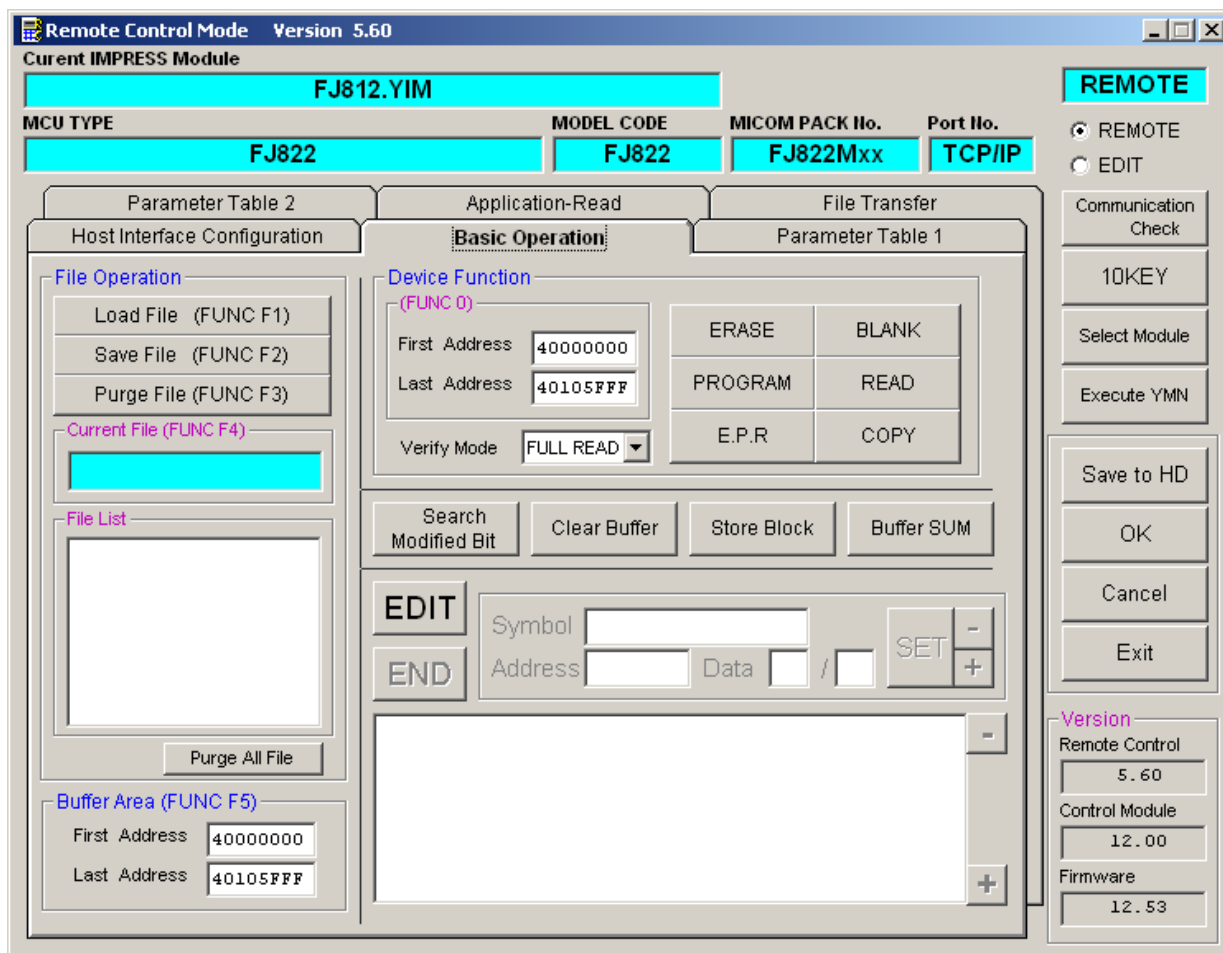 Remote Control Mode Version 5.60
Curent IMPRESS Module
FJ812.YIM
REMOTE
MCU TYPE
MODEL CODE
MICOM PACK No.
Port No.
FJ822
FJ822
FJ822Mxx
TCP/IP
REMOTE
EDIT
Parameter Table 2
Application-Read
File Transfer
Host Interface Configuration
Basic Operation
Parameter Table 1
File Operation
Load File (FUNC F1)
Save File (FUNC F2)
Purge File (FUNC F3)
Current File (FUNC F4)
File List
Purge All File
Buffer Area (FUNC F5)
First Address 40000000
Last Address 40105FFF
Device Function
(FUNC 0)
First Address 40000000
Last Address 40105FFF
Verify Mode FULL READ
ERASE
BLANK
PROGRAM
READ
E.P.R
COPY
Search
Modified Bit
Clear Buffer
Store Block
Buffer SUM
EDIT
END
Symbol
Address
Data /
SET
-
+
-
+
Communication
Check
10KEY
Select Module
Execute YMN
Save to HD
OK
Cancel
Exit
Version
Remote Control
5.60
Control Module
12.00
Firmware
12.53